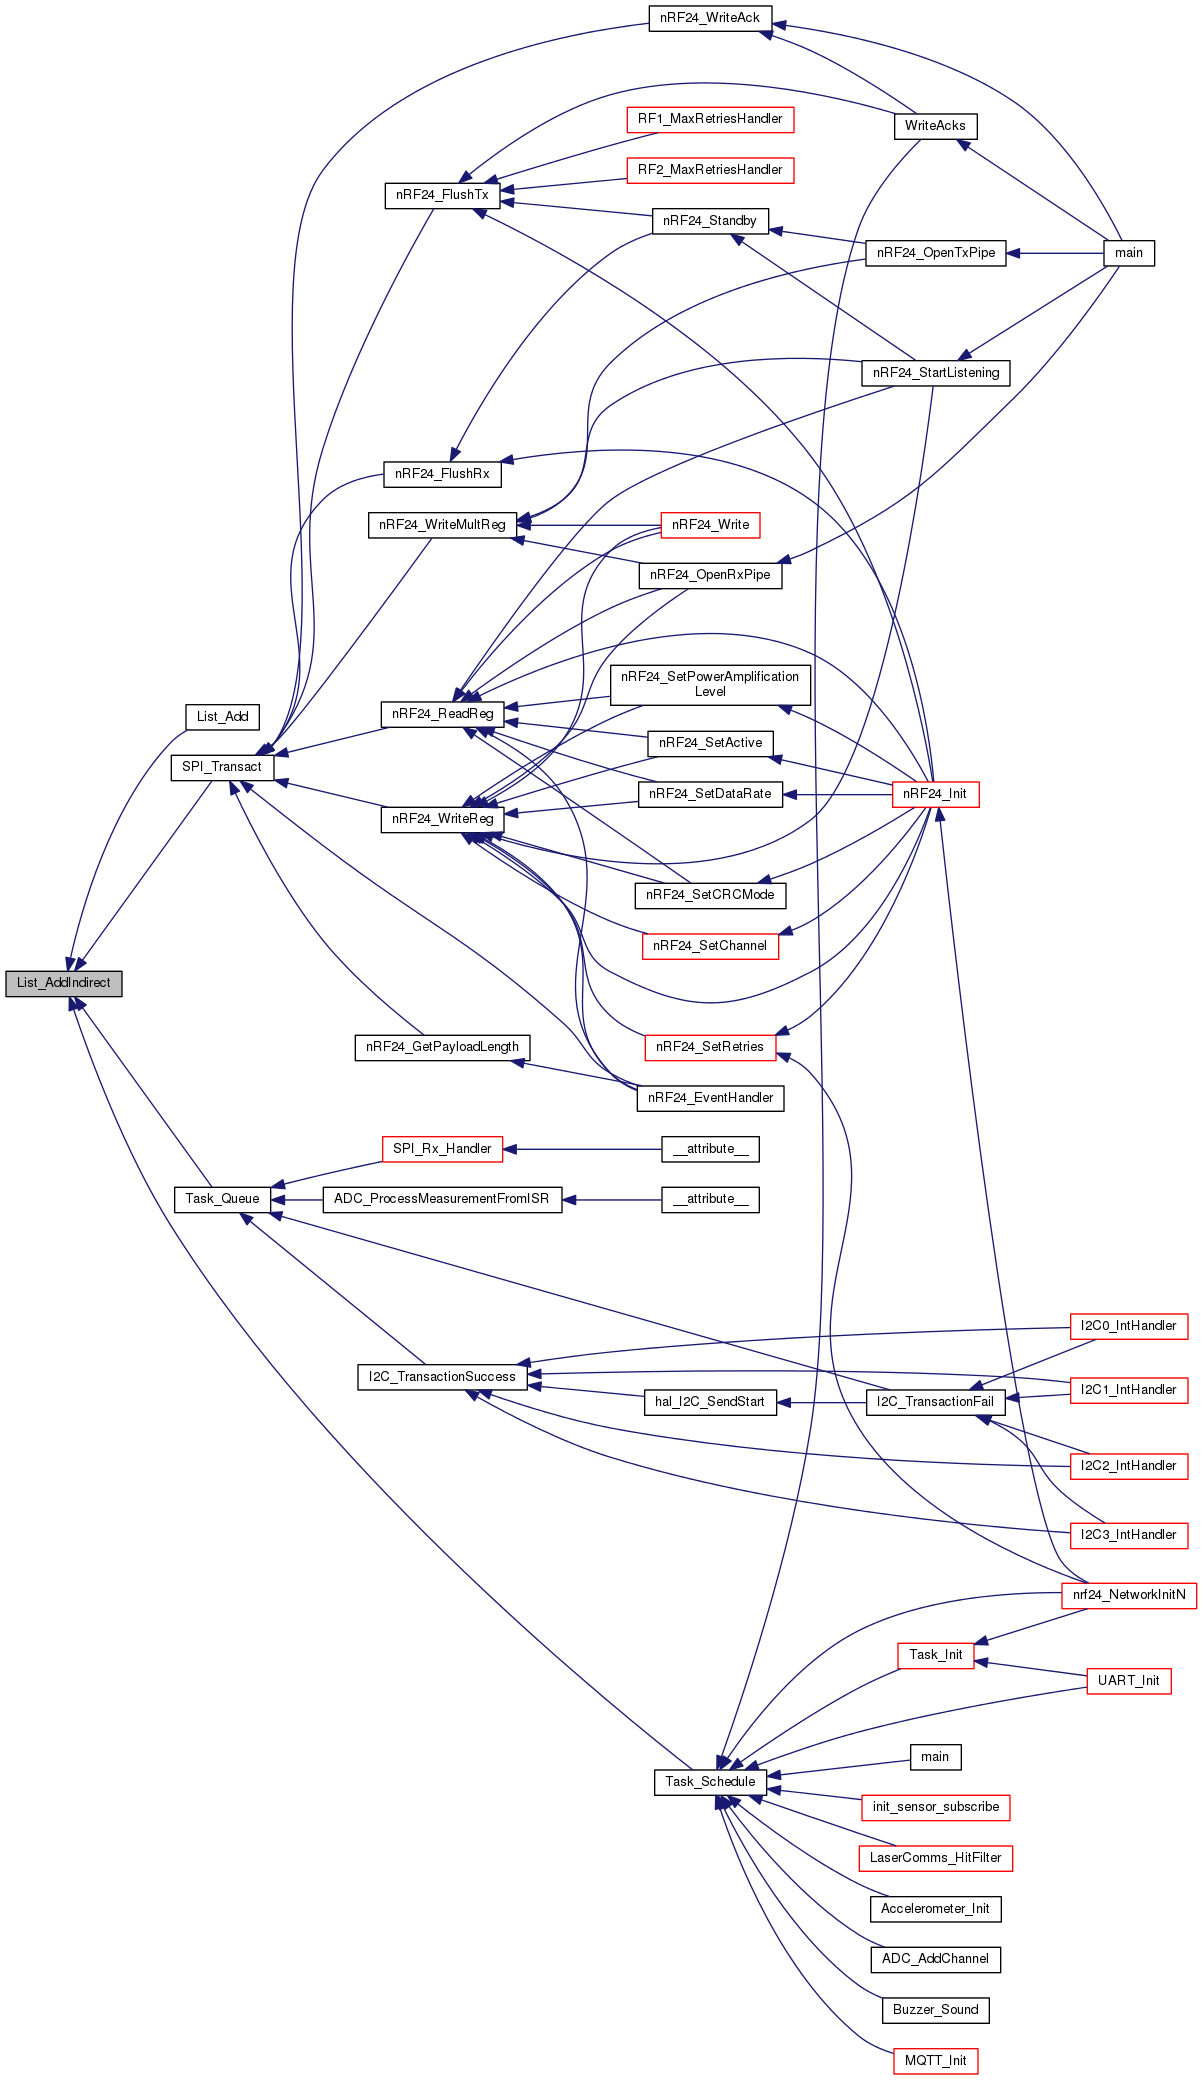 nRF24_WriteAck
RF1_MaxRetriesHandler
WriteAcks
RF2_MaxRetriesHandler
nRF24_FlushTx
nRF24_Standby
nRF24_OpenTxPipe
main
nRF24_StartListening
nRF24_FlushRx
nRF24_WriteMultReg
nRF24_Write
nRF24_OpenRxPipe
nRF24_SetPowerAmplification
Level
List_Add
nRF24_ReadReg
nRF24_SetActive
SPI_Transact
nRF24_SetDataRate
nRF24_Init
nRF24_WriteReg
nRF24_SetCRCMode
nRF24_SetChannel
List_AddIndirect
nRF24_GetPayloadLength
nRF24_SetRetries
nRF24_EventHandler
SPI_Rx_Handler
__attribute__
Task_Queue
ADC_ProcessMeasurementFromISR
__attribute__
I2C0_IntHandler
I2C_TransactionSuccess
I2C1_IntHandler
hal_I2C_SendStart
I2C_TransactionFail
I2C2_IntHandler
I2C3_IntHandler
nrf24_NetworkInitN
Task_Init
UART_Init
main
Task_Schedule
init_sensor_subscribe
LaserComms_HitFilter
Accelerometer_Init
ADC_AddChannel
Buzzer_Sound
MQTT_Init